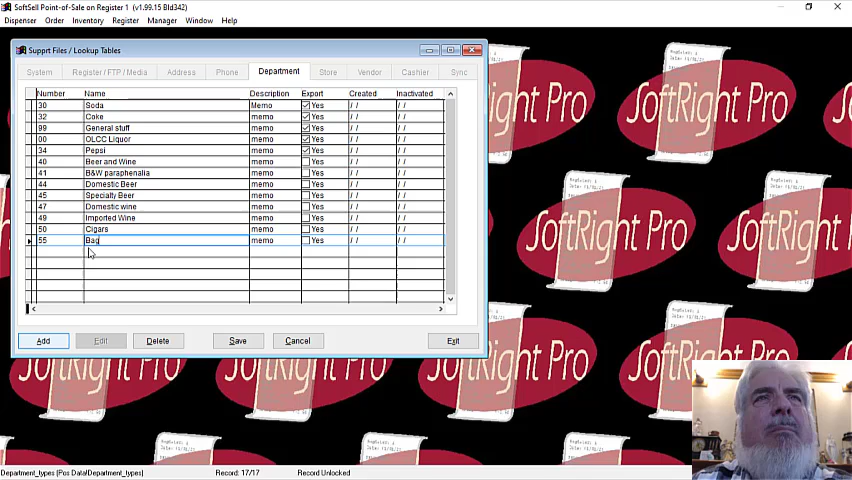 SoftSell Point-of-Sale on Register 1 (v1.99.15 Bld342)
Dispenser Order Inventory Register Manager Window Help
Supprt Files / Lookup Tables
System Register / FTP / Media Address Phone Department Store Vendor Cashier Sync
Number Name Description Export Created Inactivated
30 Soda Memo Yes / / / /
32 Coke memo Yes / / / /
99 General stuff memo Yes / / / /
00 OLCC Liquor memo Yes / / / /
34 Pepsi memo Yes / / / /
40 Beer and Wine memo Yes / / / /
41 B&W paraphenalia memo Yes / / / /
44 Domestic Beer memo Yes / / / /
45 Specialty Beer memo Yes / / / /
47 Domestic wine memo Yes / / / /
49 Imported Wine memo Yes / / / /
50 Cigars memo Yes / / / /
55 Bag memo Yes / / / /
Add Edit Delete Save Cancel Exit
SoftRight Pro
SoftRight Pro
SoftRight Pro
SoftRight Pro
SoftRight Pro
SoftRight Pro
Department_types (Pos Data!Department_types) Record: 17/17 Record Unlocked